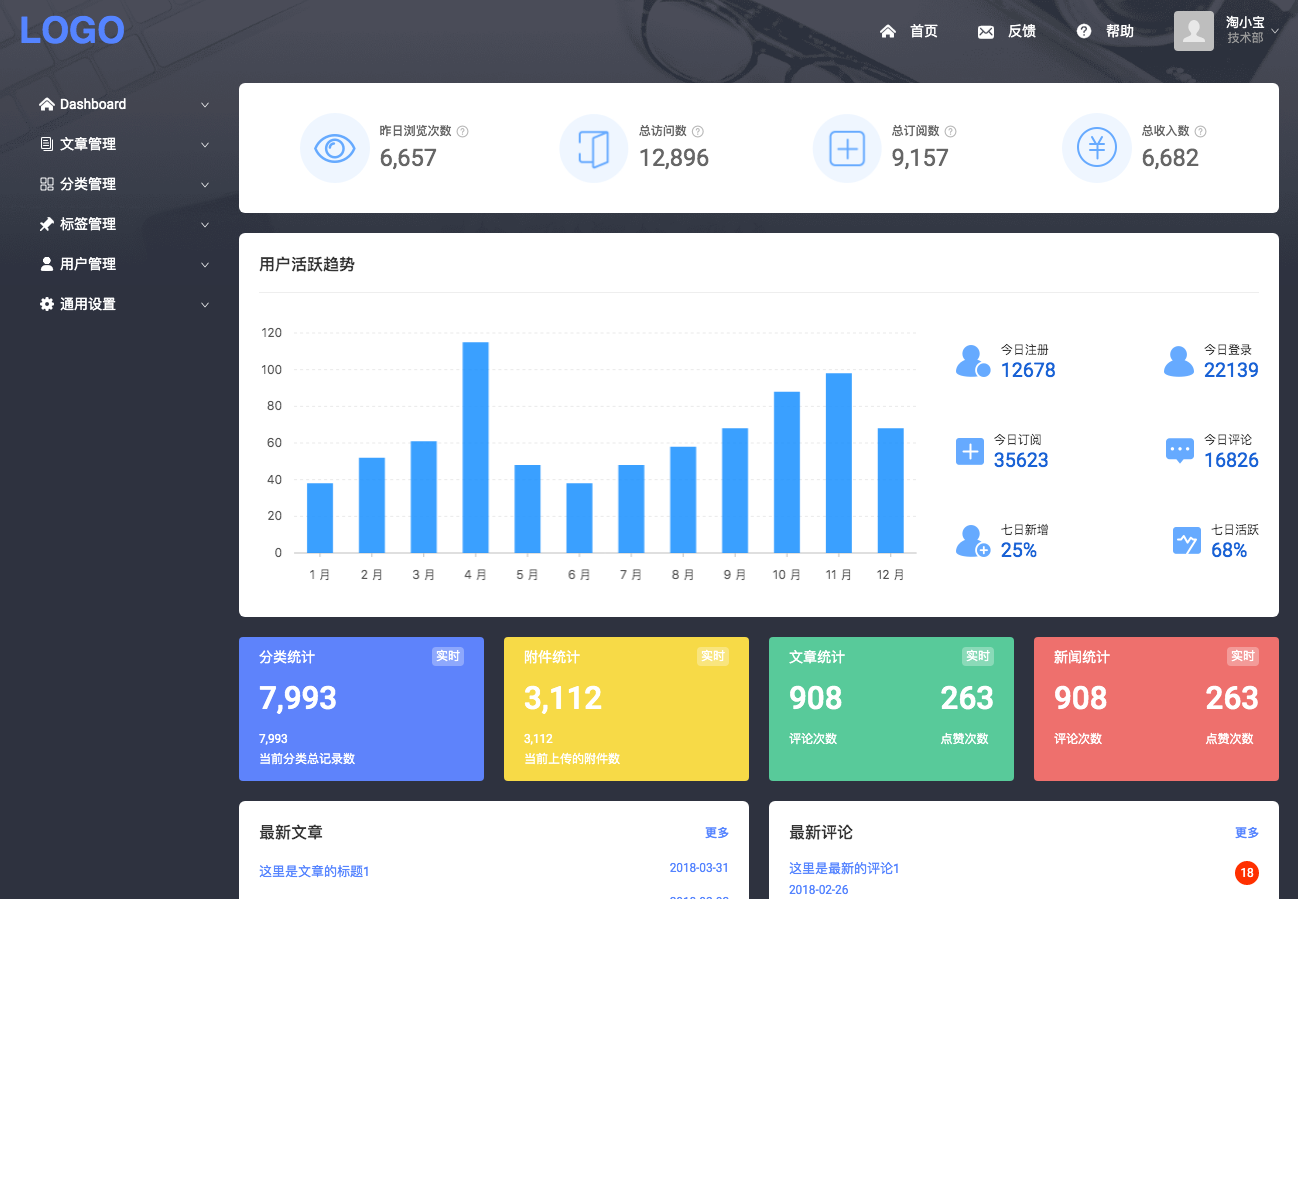 LOGO
首页
反馈
帮助
淘小宝
技术部
Dashboard
文章管理
分类管理
标签管理
用户管理
通用设置
昨日浏览次数
6,657
总访问数
12,896
总订阅数
9,157
总收入数
6,682
用户活跃趋势
120
100
80
60
40
20
0
1 月
2 月
3 月
4 月
5 月
6 月
7 月
8 月
9 月
10 月
11 月
12 月
今日注册
12678
今日登录
22139
今日订阅
35623
今日评论
16826
七日新增
25%
七日活跃
68%
分类统计
实时
7,993
7,993
当前分类总记录数
附件统计
实时
3,112
3,112
当前上传的附件数
文章统计
实时
908
263
评论次数
点赞次数
新闻统计
实时
908
263
评论次数
点赞次数
最新文章
更多
这里是文章的标题1
2018-03-31
最新评论
更多
这里是最新的评论1
18
2018-02-26